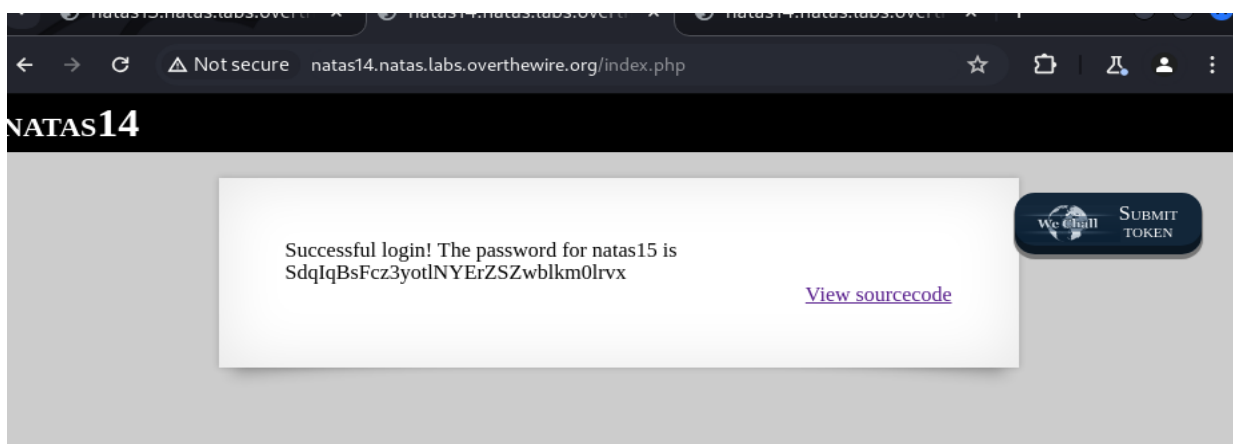 Not secure natas14.natas.labs.overthewire.org/index.php
NATAS14
Successful login! The password for natas15 is
SdqIqBsFcz3yotlNYErZSZwblkm0lrvx
View sourcecode
We Chall
SUBMIT
TOKEN